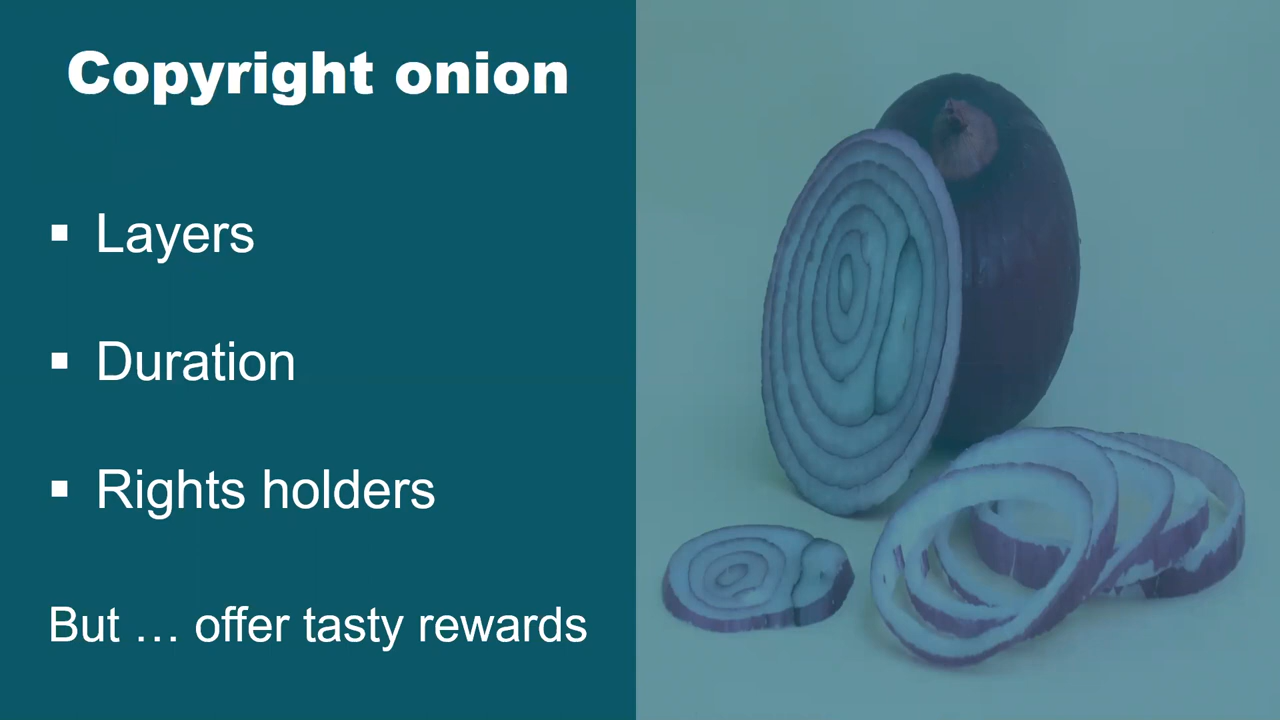 Copyright onion
▪ Layers
▪ Duration
▪ Rights holders
But … offer tasty rewards